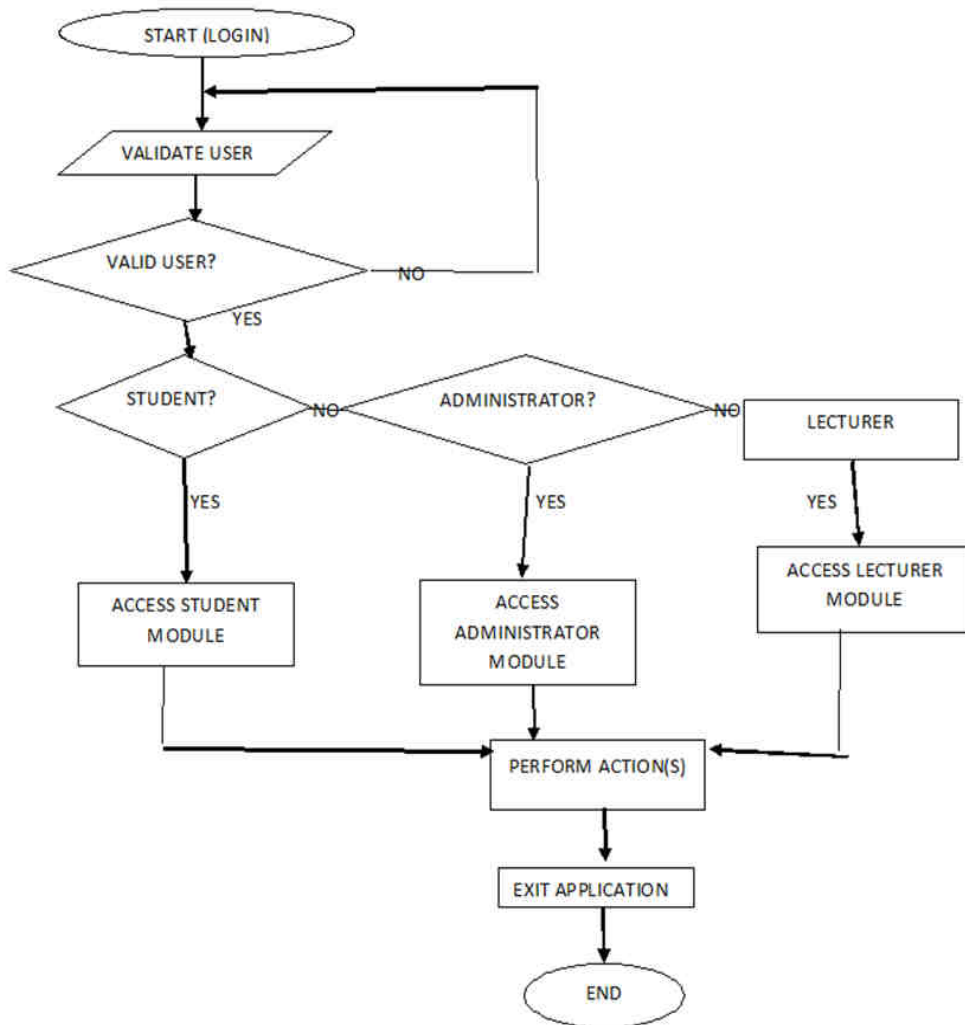 START (LOGIN)
VALIDATE USER
VALID USER?
NO
YES
STUDENT?
NO
ADMINISTRATOR?
NO
LECTURER
YES
YES
YES
ACCESS STUDENT
MODULE
ACCESS
ADMINISTRATOR
MODULE
ACCESS LECTURER
MODULE
PERFORM ACTION(S)
EXIT APPLICATION
END